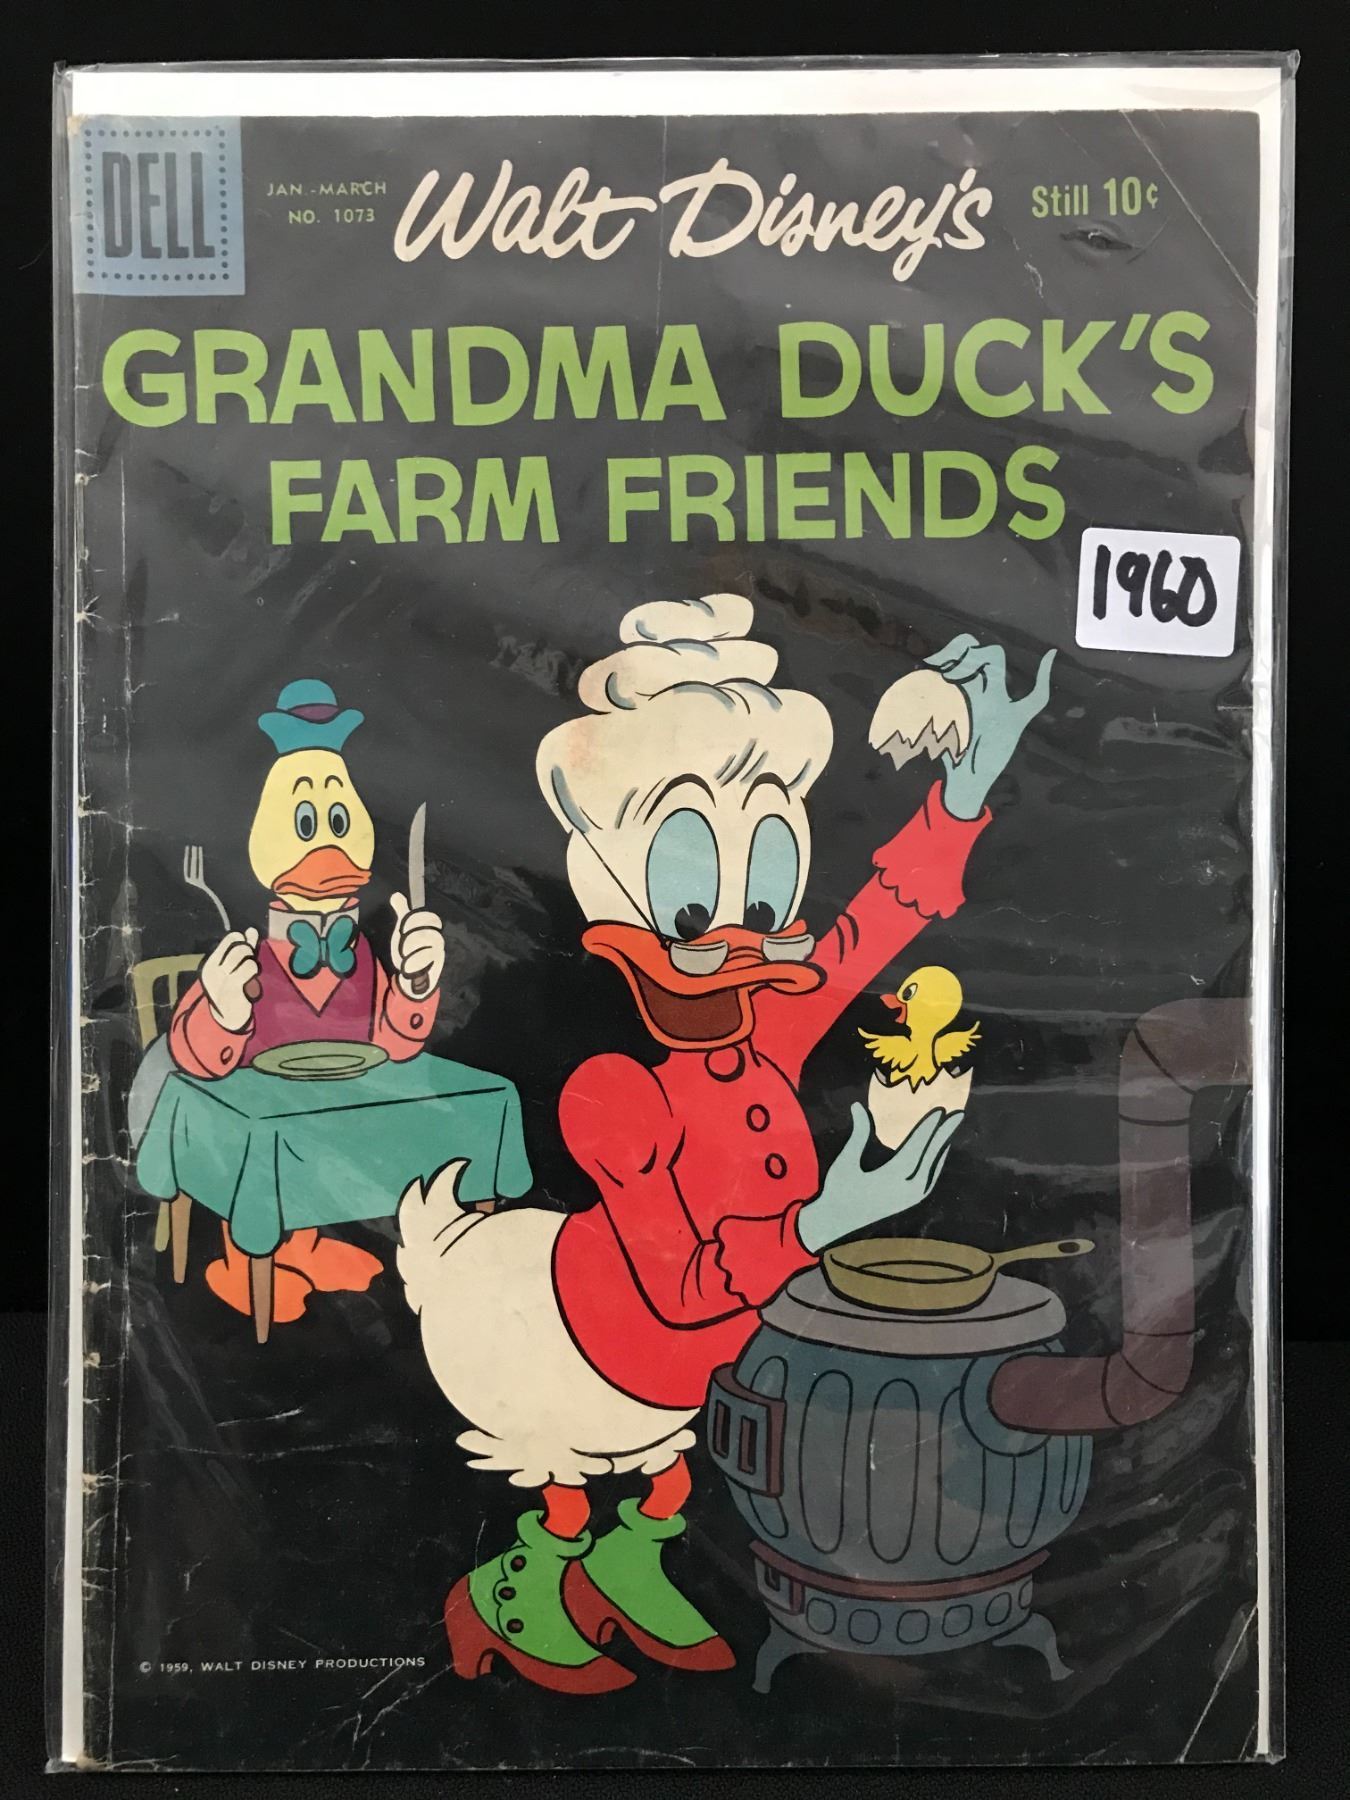 DELL
JAN.-MARCH
NO. 1073
Walt Disney's
Still 10¢
GRANDMA DUCK'S
FARM FRIENDS
1960
© 1959, WALT DISNEY PRODUCTIONS